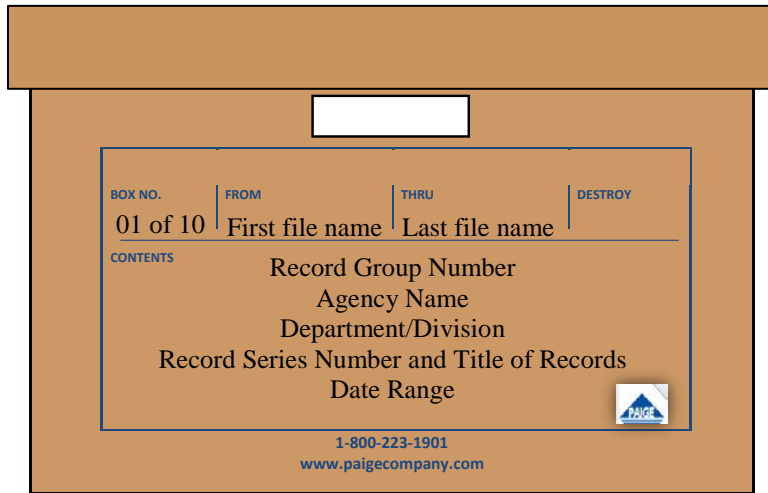 BOX NO. FROM THRU DESTROY
01 of 10 First file name Last file name
CONTENTS
Record Group Number
Agency Name
Department/Division
Record Series Number and Title of Records
Date Range
PAIGE
1-800-223-1901
www.paigecompany.com